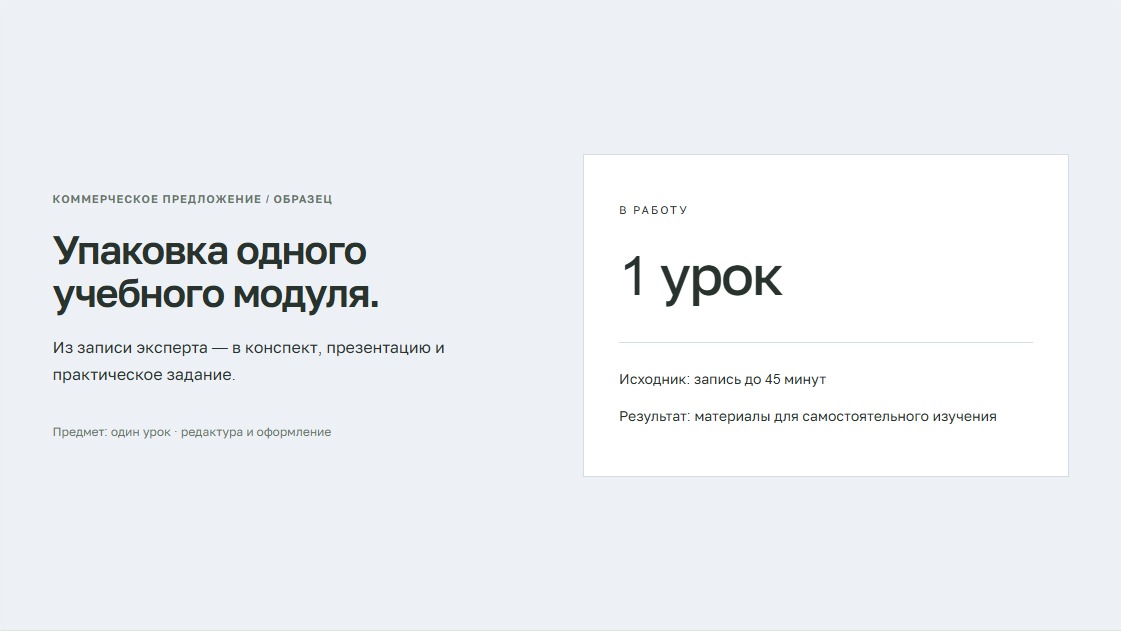 КОММЕРЧЕСКОЕ ПРЕДЛОЖЕНИЕ / ОБРАЗЕЦ
Упаковка одного
учебного модуля.
Из записи эксперта — в конспект, презентацию и
практическое задание.
Предмет: один урок · редактура и оформление
В РАБОТУ
1 урок
Исходник: запись до 45 минут
Результат: материалы для самостоятельного изучения